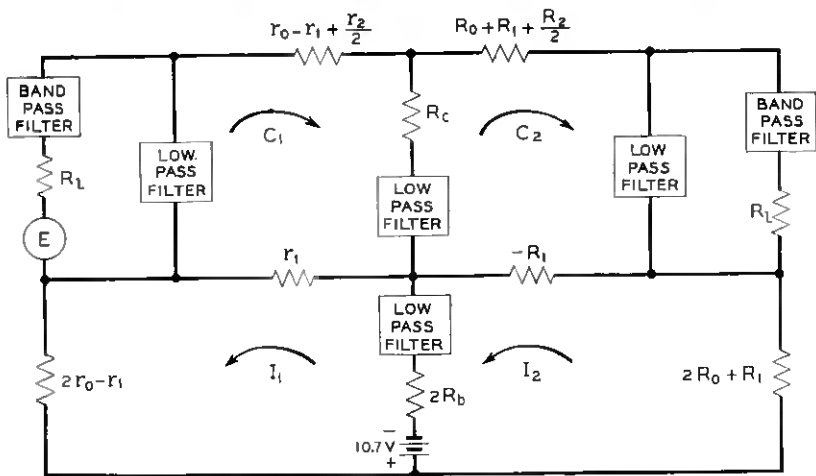 r₀-r₁+r₂/2
R₀+R₁+R₂/2
BAND
PASS
FILTER
R_l
E
LOW
PASS
FILTER
C₁
R_C
LOW
PASS
FILTER
C₂
LOW
PASS
FILTER
BAND
PASS
FILTER
R_l
r₁
-R₁
LOW
PASS
FILTER
2r₀-r₁
I₁
2R_b
I₂
2R₀+R₁
10.7V
-
+